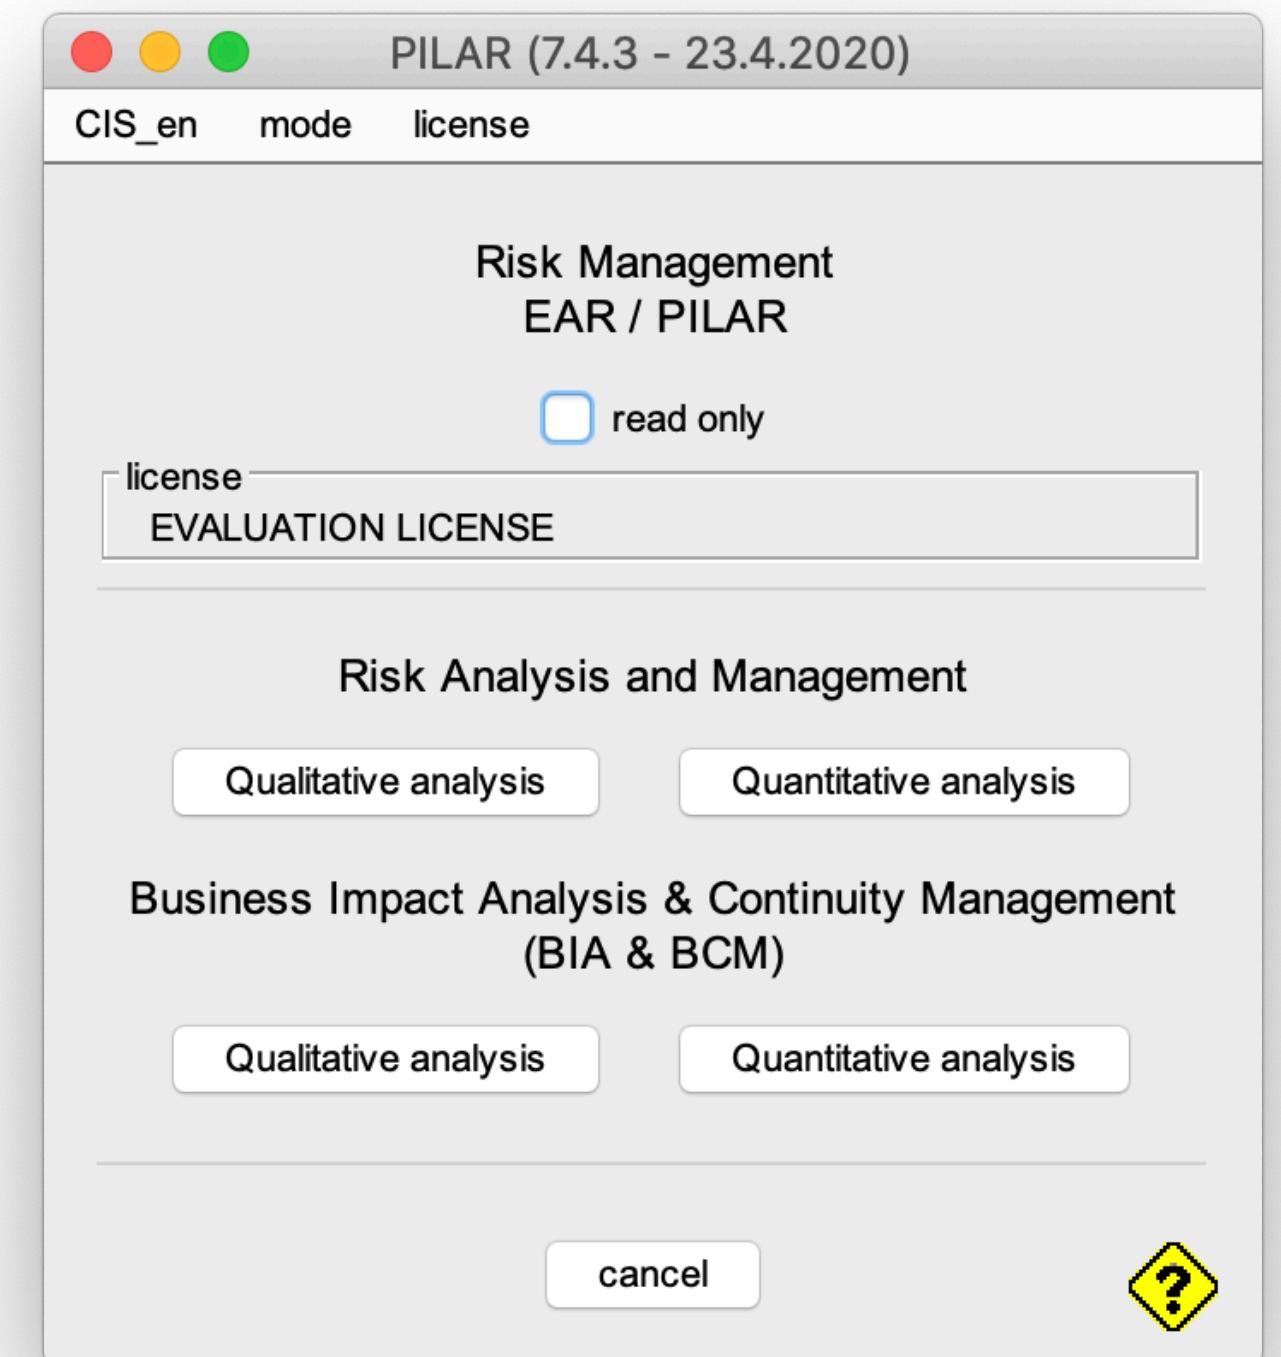 PILAR (7.4.3 - 23.4.2020)
CIS_en mode license
Risk Management
EAR / PILAR
read only
license
EVALUATION LICENSE
Risk Analysis and Management
Qualitative analysis Quantitative analysis
Business Impact Analysis & Continuity Management
(BIA & BCM)
Qualitative analysis Quantitative analysis
cancel
?